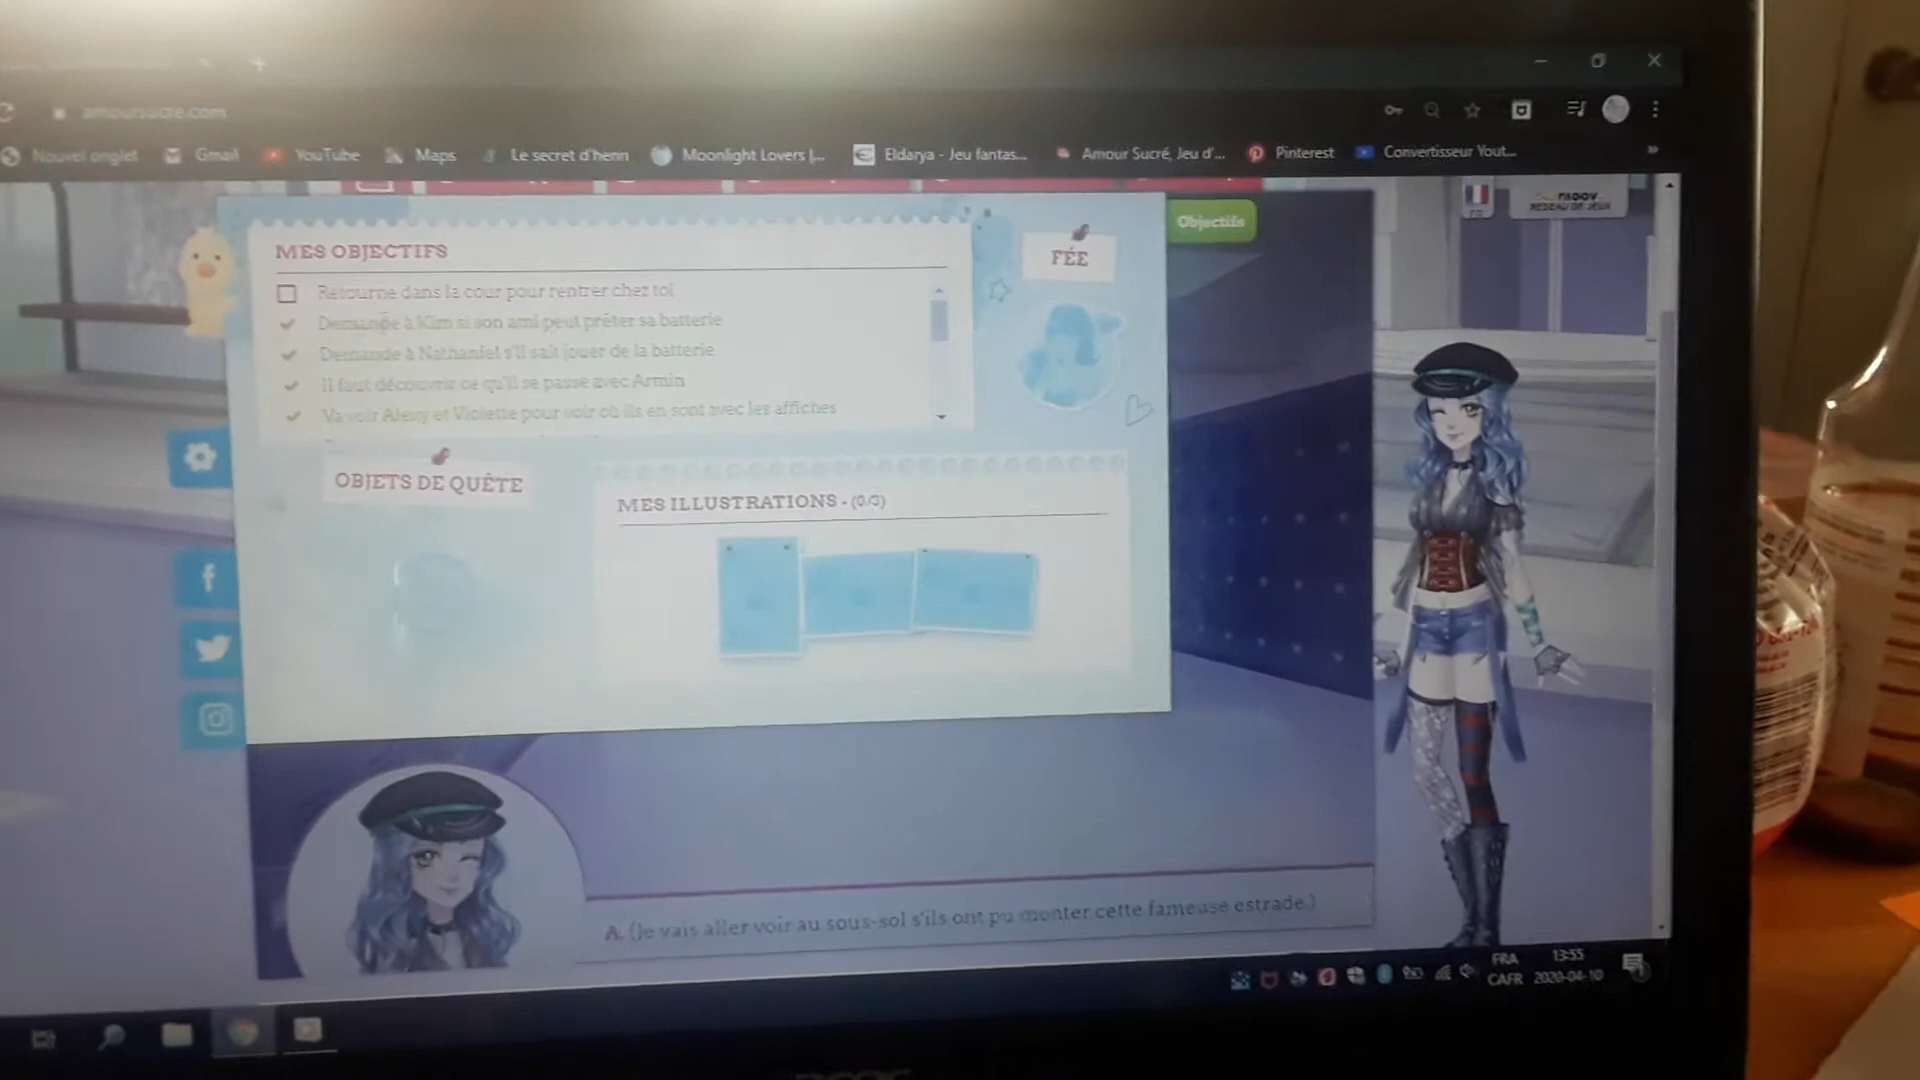 amoursucre.com
Nouvel onglet
Gmail
YouTube
Maps
Le secret d'henri
Moonlight Lovers |...
Eldarya - Jeu fantas...
Amour Sucré, Jeu d'...
Pinterest
Convertisseur Yout...
»
Objectifs
FR
RÉSEAU DE JEUX
MES OBJECTIFS
FÉE
Retourne dans la cour pour rentrer chez toi
Demande à Kim si son ami peut prêter sa batterie
Demande à Nathaniel s'il sait jouer de la batterie
Il faut découvrir ce qu'il se passe avec Armin
Va voir Alexy et Violette pour voir où ils en sont avec les affiches
OBJETS DE QUÊTE
MES ILLUSTRATIONS - (0/3)
A. (Je vais aller voir au sous-sol s'ils ont pu monter cette fameuse estrade.)
FRA
CAFR
13:55
2020-04-10